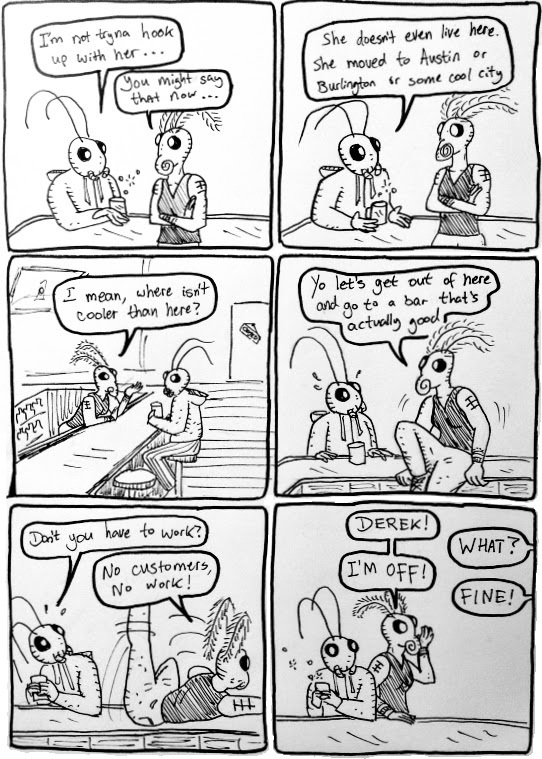 I'm not tryna hook
up with her...
You might say
that now...
She doesn't even live here.
She moved to Austin or
Burlington or some cool city
I mean, where isn't
cooler than here?
Yo let's get out of here
and go to a bar that's
actually good
Don't you have to work?
No customers,
No work!
DEREK!
I'M OFF!
WHAT?
FINE!